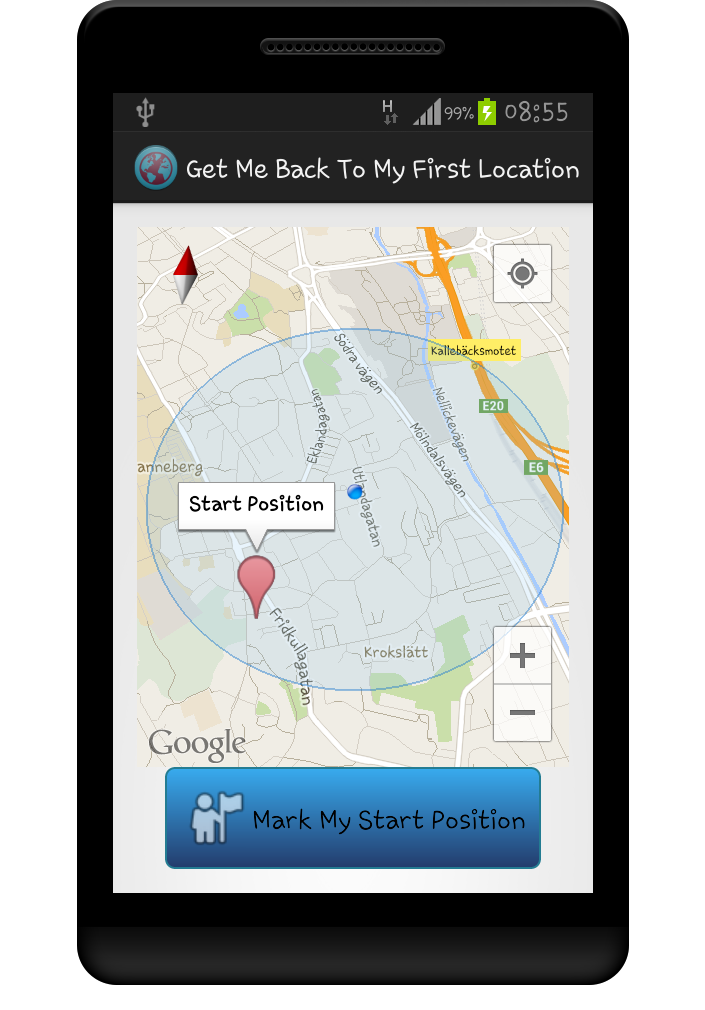 H 99% 08:55
Get Me Back To My First Location
Södra vägen
Kallebäcksmotet
Eklandagatan
Nellickevägen
E20
Mölndalsvägen
anneberg
E6
Utlandagatan
Start Position
Fridkullagatan
Krokslätt
Google
Mark My Start Position